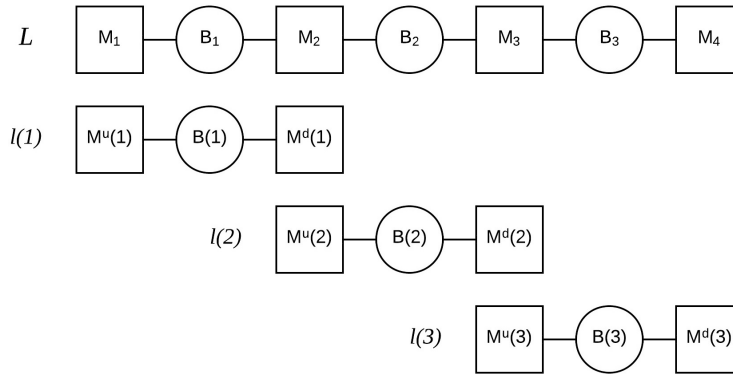 L M₁ B₁ M₂ B₂ M₃ B₃ M₄
l(1) Mᵘ(1) B(1) Mᵈ(1)
l(2) Mᵘ(2) B(2) Mᵈ(2)
l(3) Mᵘ(3) B(3) Mᵈ(3)